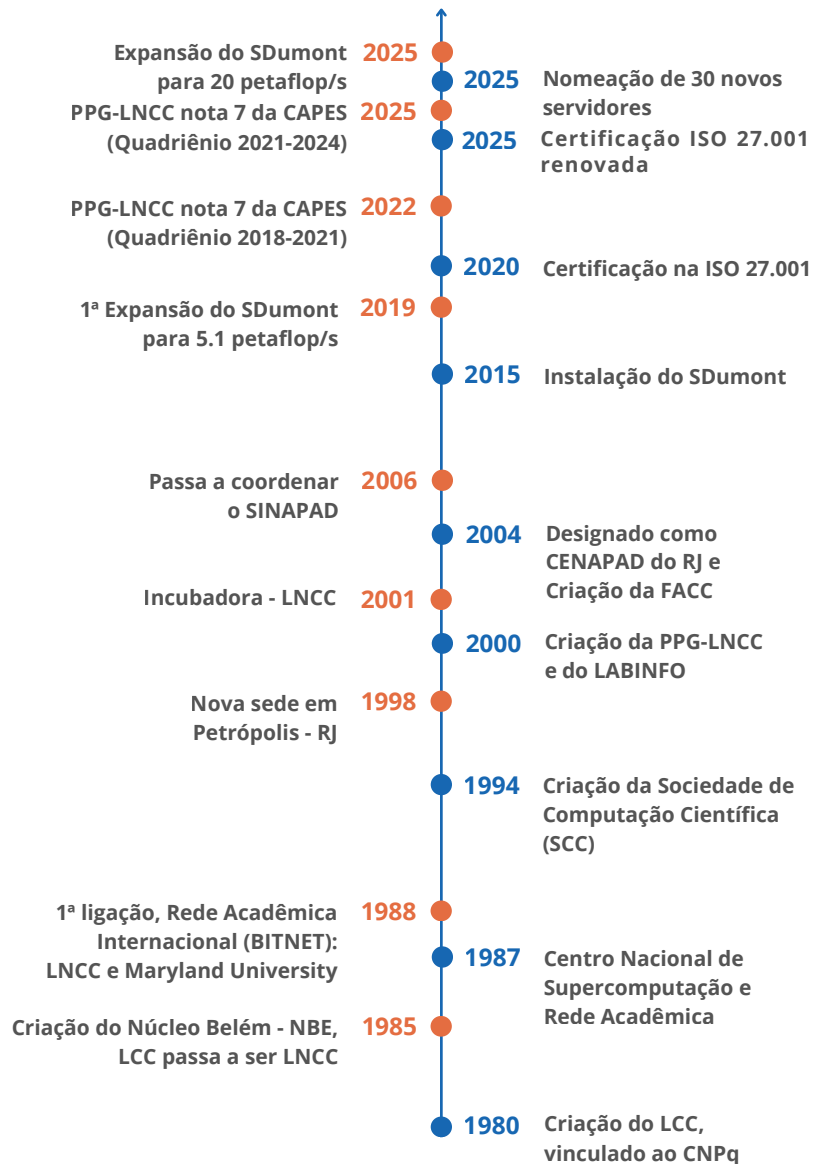 Expansão do SDumont
para 20 petaflop/s
2025
2025
Nomeação de 30 novos
servidores
PPG-LNCC nota 7 da CAPES
(Quadriênio 2021-2024)
2025
2025
Certificação ISO 27.001
renovada
PPG-LNCC nota 7 da CAPES
(Quadriênio 2018-2021)
2022
2020
Certificação na ISO 27.001
1ª Expansão do SDumont
para 5.1 petaflop/s
2019
2015
Instalação do SDumont
Passa a coordenar
o SINAPAD
2006
2004
Designado como
CENAPAD do RJ e
Criação da FACC
Incubadora - LNCC
2001
2000
Criação da PPG-LNCC
e do LABINFO
Nova sede em
Petrópolis - RJ
1998
1994
Criação da Sociedade de
Computação Científica
(SCC)
1ª ligação, Rede Acadêmica
Internacional (BITNET):
LNCC e Maryland University
1988
1987
Centro Nacional de
Supercomputação e
Rede Acadêmica
Criação do Núcleo Belém - NBE,
LCC passa a ser LNCC
1985
1980
Criação do LCC,
vinculado ao CNPq